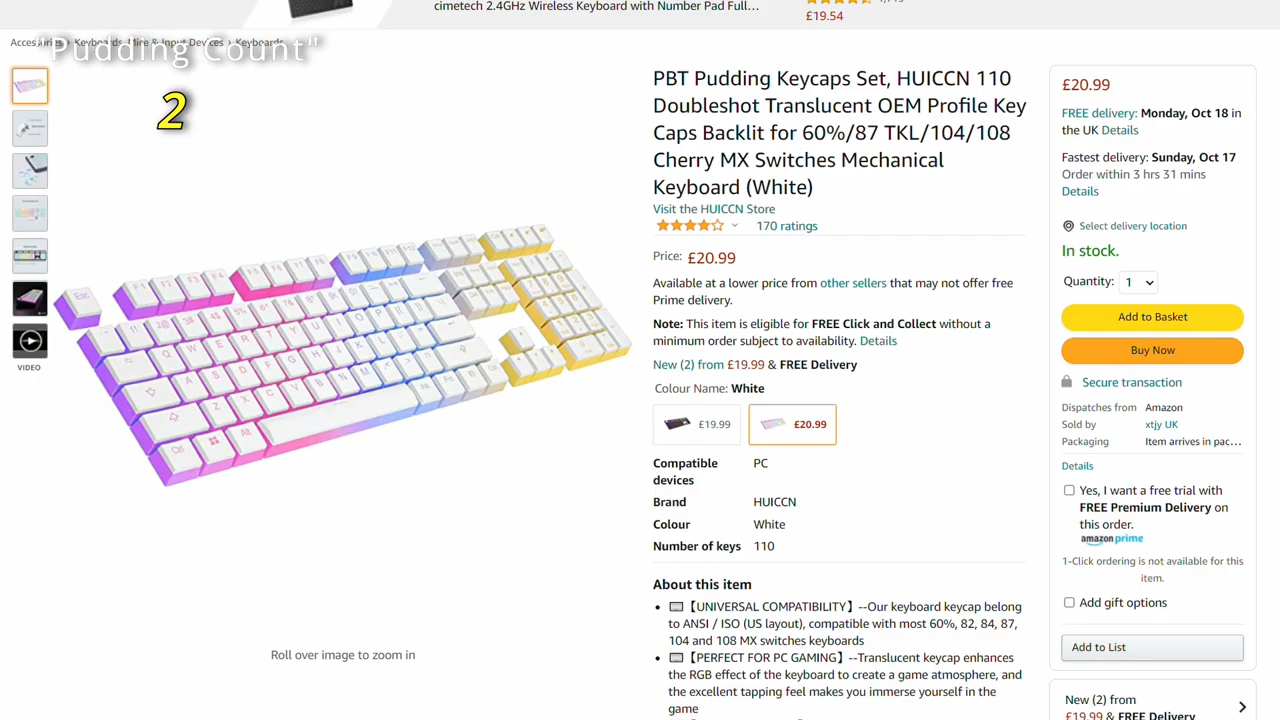 cimetech 2.4GHz Wireless Keyboard with Number Pad Full…
£19.54
Accessories › Keyboards, Mice & Input Devices › Keyboards
"Pudding Count"
2
PBT Pudding Keycaps Set, HUICCN 110
Doubleshot Translucent OEM Profile Key
Caps Backlit for 60%/87 TKL/104/108
Cherry MX Switches Mechanical
Keyboard (White)
Visit the HUICCN Store
170 ratings
Price: £20.99
Available at a lower price from other sellers that may not offer free
Prime delivery.
Note: This item is eligible for FREE Click and Collect without a
minimum order subject to availability. Details
New (2) from £19.99 & FREE Delivery
Colour Name: White
£19.99
£20.99
Compatible devices PC
Brand HUICCN
Colour White
Number of keys 110
About this item
• ⌨【UNIVERSAL COMPATIBILITY】--Our keyboard keycap belong
to ANSI / ISO (US layout), compatible with most 60%, 82, 84, 87,
104 and 108 MX switches keyboards
• ⌨【PERFECT FOR PC GAMING】--Translucent keycap enhances
the RGB effect of the keyboard to create a game atmosphere, and
the excellent tapping feel makes you immerse yourself in the
game
VIDEO
Roll over image to zoom in
£20.99
FREE delivery: Monday, Oct 18 in
the UK Details
Fastest delivery: Sunday, Oct 17
Order within 3 hrs 31 mins
Details
Select delivery location
In stock.
Quantity: 1
Add to Basket
Buy Now
Secure transaction
Dispatches from Amazon
Sold by xtjy UK
Packaging Item arrives in pac…
Details
Yes, I want a free trial with
FREE Premium Delivery on
this order.
amazon prime
1-Click ordering is not available for this
item.
Add gift options
Add to List
New (2) from
£19.99 & FREE Delivery